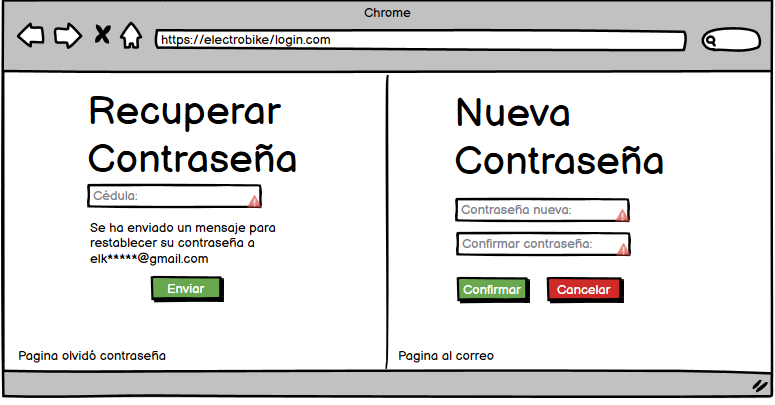 Chrome
https://electrobike/login.com
Recuperar
Contraseña
Cédula:
Se ha enviado un mensaje para
restablecer su contraseña a
elk*****@gmail.com
Enviar
Pagina olvidó contraseña
Nueva
Contraseña
Contraseña nueva:
Confirmar contraseña:
Confirmar
Cancelar
Pagina al correo